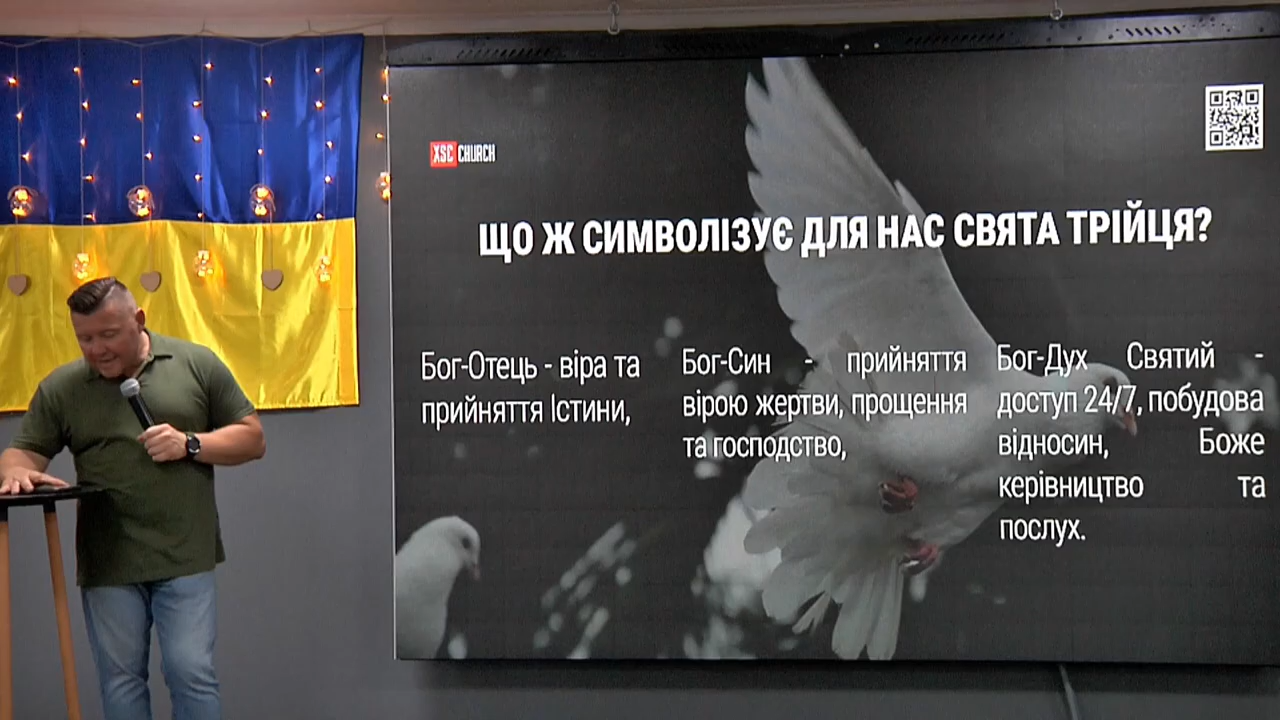 XSC CHURCH
ЩО Ж СИМВОЛІЗУЄ ДЛЯ НАС СВЯТА ТРІЙЦЯ?
Бог-Отець - віра та
прийняття Істини,
Бог-Син - прийняття
вірою жертви, прощення
та господство,
Бог-Дух Святий -
доступ 24/7, побудова
відносин, Боже
керівництво та
послух.